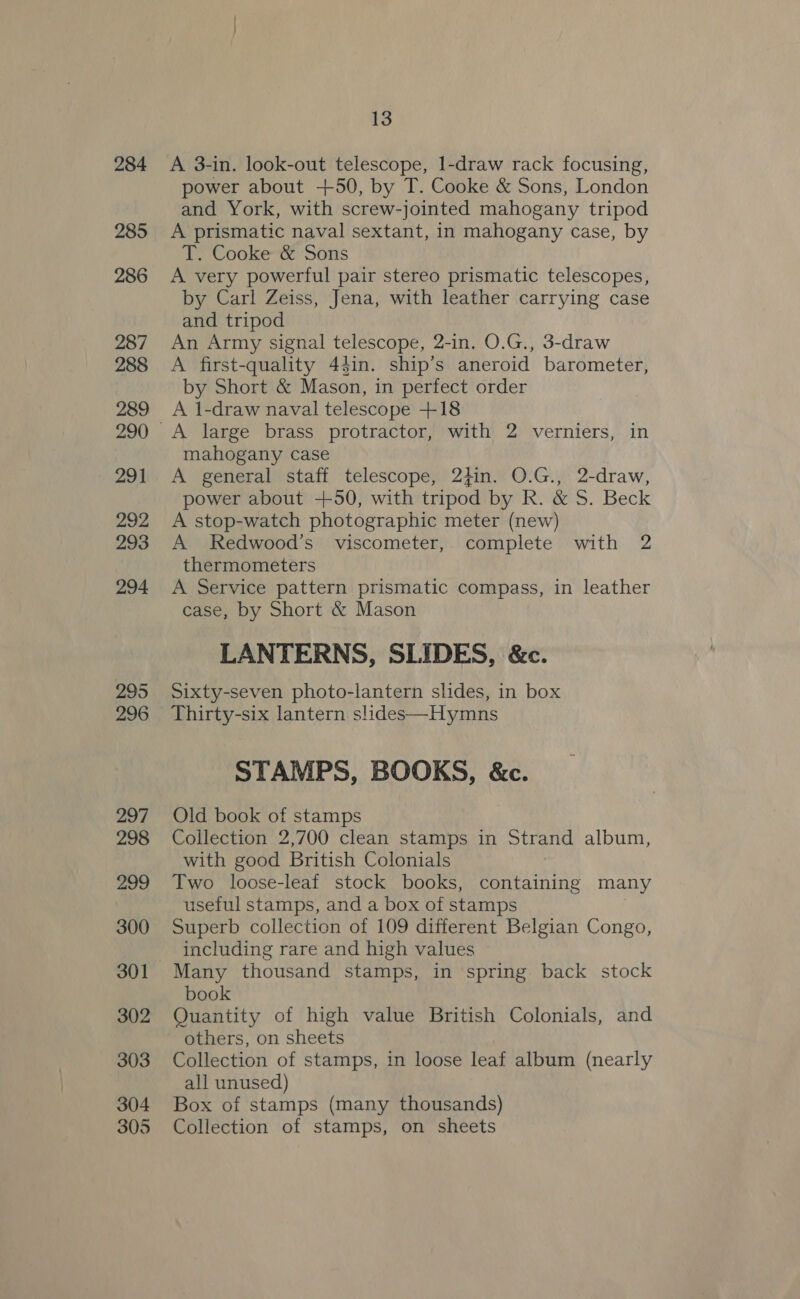 13
284 A 3-in. look-out telescope, 1-draw rack focusing,
power about +50, by T. Cooke & Sons, London
and York, with screw-jointed mahogany tripod
285 A prismatic naval sextant, in mahogany case, by
T. Cooke & Sons
286 A very powerful pair stereo prismatic telescopes,
by Carl Zeiss, Jena, with leather carrying case
and tripod
287 An Army signal telescope, 2-in. O.G., 3-draw
288 A first-quality 4½in. ship's aneroid barometer,
by Short & Mason, in perfect order
289 A 1-draw naval telescope +18
290 A large brass protractor, with 2 verniers, in
mahogany case
291 A general staff telescope, 2¼in. O.G., 2-draw,
power about +50, with tripod by R. & S. Beck
292 A stop-watch photographic meter (new)
293 A Redwood's viscometer, complete with 2
thermometers
294 A Service pattern prismatic compass, in leather
case, by Short & Mason
LANTERNS, SLIDES, &c.
295 Sixty-seven photo-lantern slides, in box
296 Thirty-six lantern slides—Hymns
STAMPS, BOOKS, &c.
297 Old book of stamps
298 Collection 2,700 clean stamps in Strand album,
with good British Colonials
299 Two loose-leaf stock books, containing many
useful stamps, and a box of stamps
300 Superb collection of 109 different Belgian Congo,
including rare and high values
301 Many thousand stamps, in spring back stock
book
302 Quantity of high value British Colonials, and
others, on sheets
303 Collection of stamps, in loose leaf album (nearly
all unused)
304 Box of stamps (many thousands)
305 Collection of stamps, on sheets